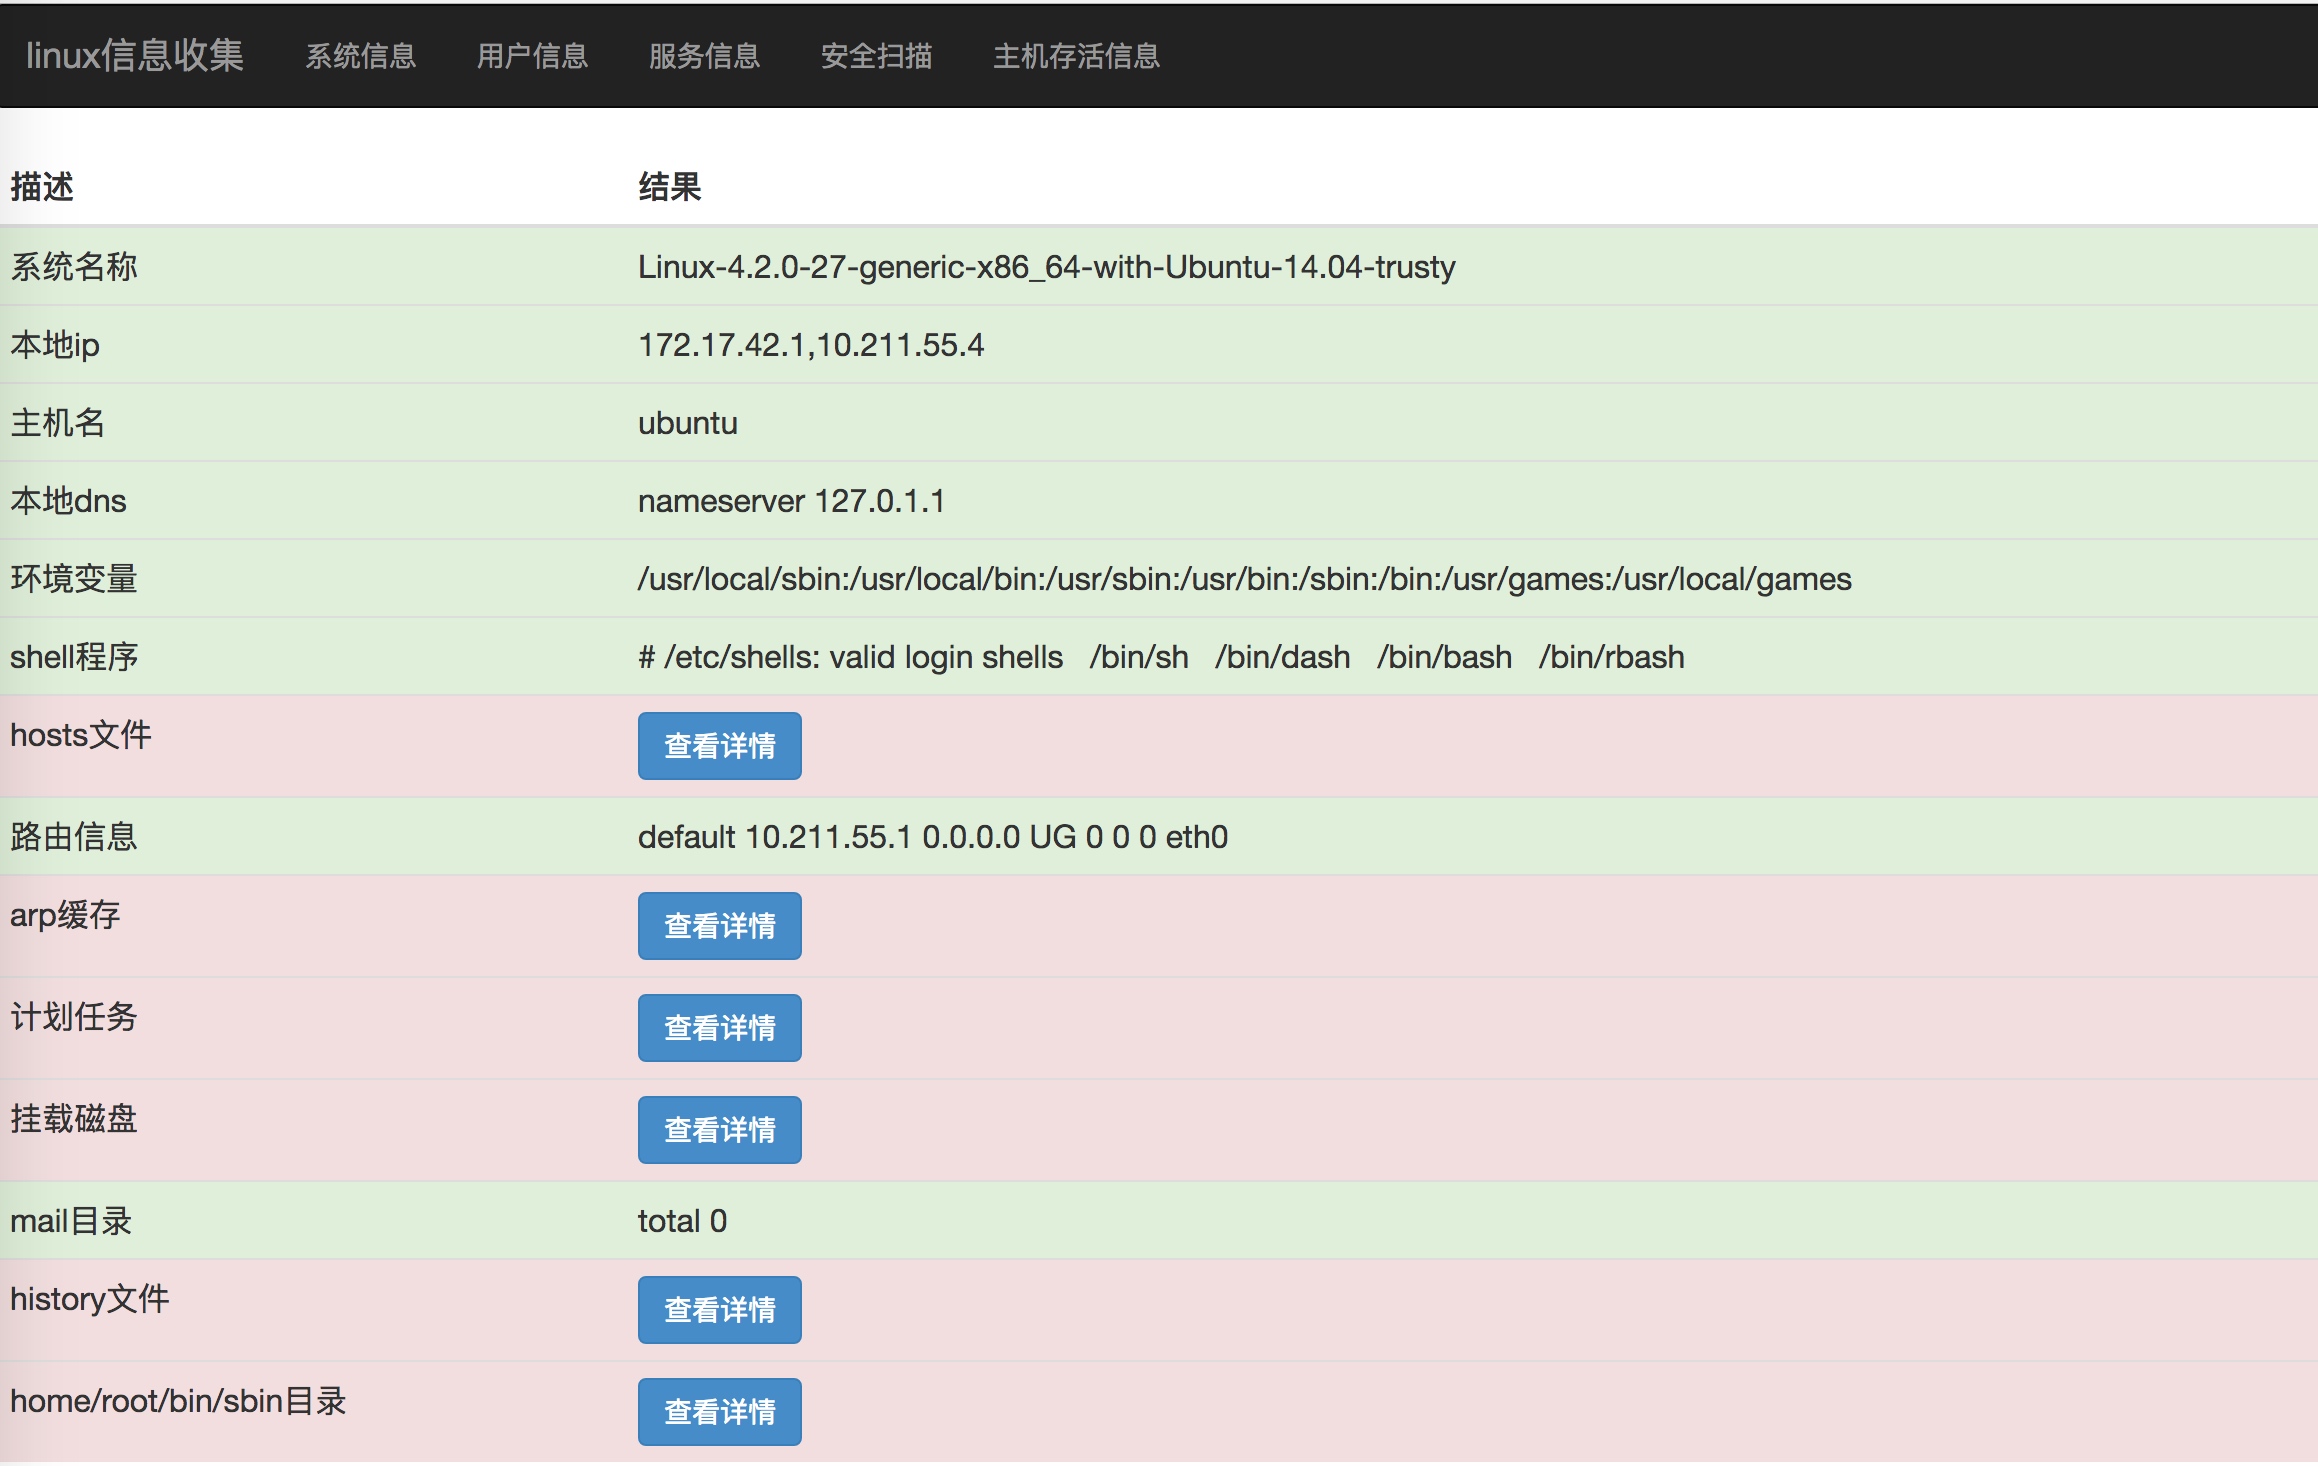 linux信息收集 系统信息 用户信息 服务信息 安全扫描 主机存活信息
描述 结果
系统名称 Linux-4.2.0-27-generic-x86_64-with-Ubuntu-14.04-trusty
本地ip 172.17.42.1,10.211.55.4
主机名 ubuntu
本地dns nameserver 127.0.1.1
环境变量 /usr/local/sbin:/usr/local/bin:/usr/sbin:/usr/bin:/sbin:/bin:/usr/games:/usr/local/games
shell程序 # /etc/shells: valid login shells /bin/sh /bin/dash /bin/bash /bin/rbash
hosts文件 查看详情
路由信息 default 10.211.55.1 0.0.0.0 UG 0 0 0 eth0
arp缓存 查看详情
计划任务 查看详情
挂载磁盘 查看详情
mail目录 total 0
history文件 查看详情
home/root/bin/sbin目录 查看详情